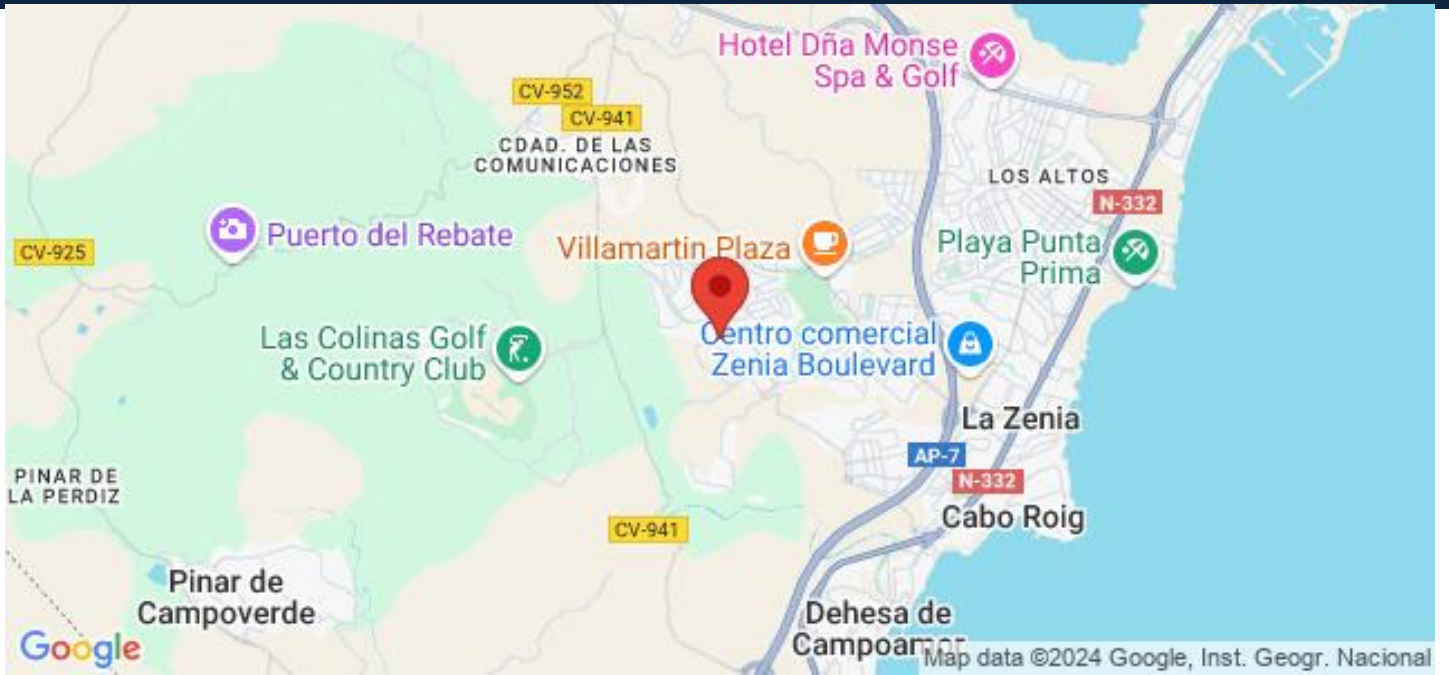 Hotel Dña Monse
Spa & Golf
CV-952
CV-941
CDAD. DE LAS
COMUNICACIONES
LOS ALTOS
N-332
Puerto del Rebate
Villamartin Plaza
Playa Punta
Prima
CV-925
Las Colinas Golf
& Country Club
Centro comercial
Zenia Boulevard
La Zenia
AP-7
N-332
PINAR DE
LA PERDIZ
Cabo Roig
CV-941
Pinar de
Campoverde
Dehesa de
Campoamor
Google
Map data ©2024 Google, Inst. Geogr. Nacional